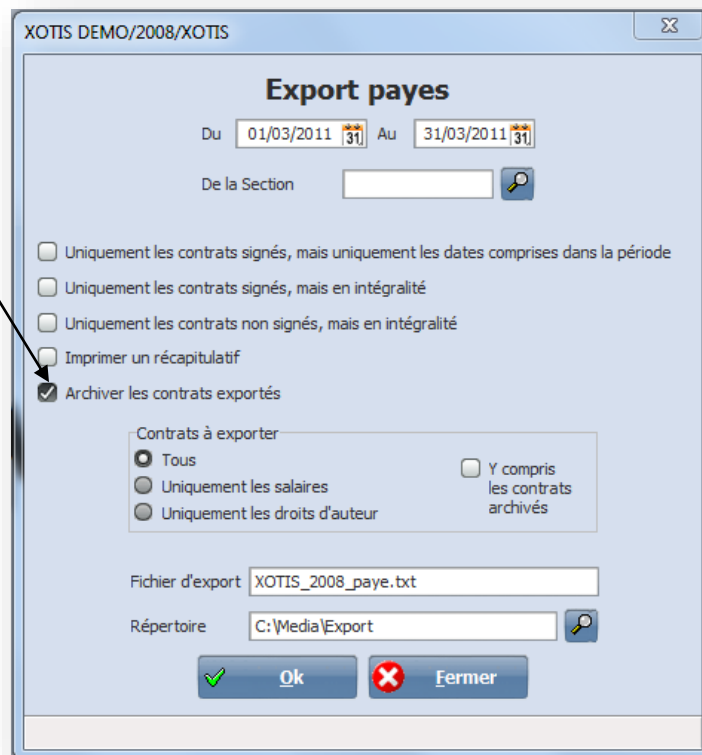 XOTIS DEMO/2008/XOTIS
Export payes
Du 01/03/2011 31 Au 31/03/2011 31
De la Section
Uniquement les contrats signés, mais uniquement les dates comprises dans la période
Uniquement les contrats signés, mais en intégralité
Uniquement les contrats non signés, mais en intégralité
Imprimer un récapitulatif
Archiver les contrats exportés
Contrats à exporter
Tous
Uniquement les salaires
Uniquement les droits d'auteur
Y compris
les contrats
archivés
Fichier d'export XOTIS_2008_paye.txt
Répertoire C:\Media\Export
Ok Fermer